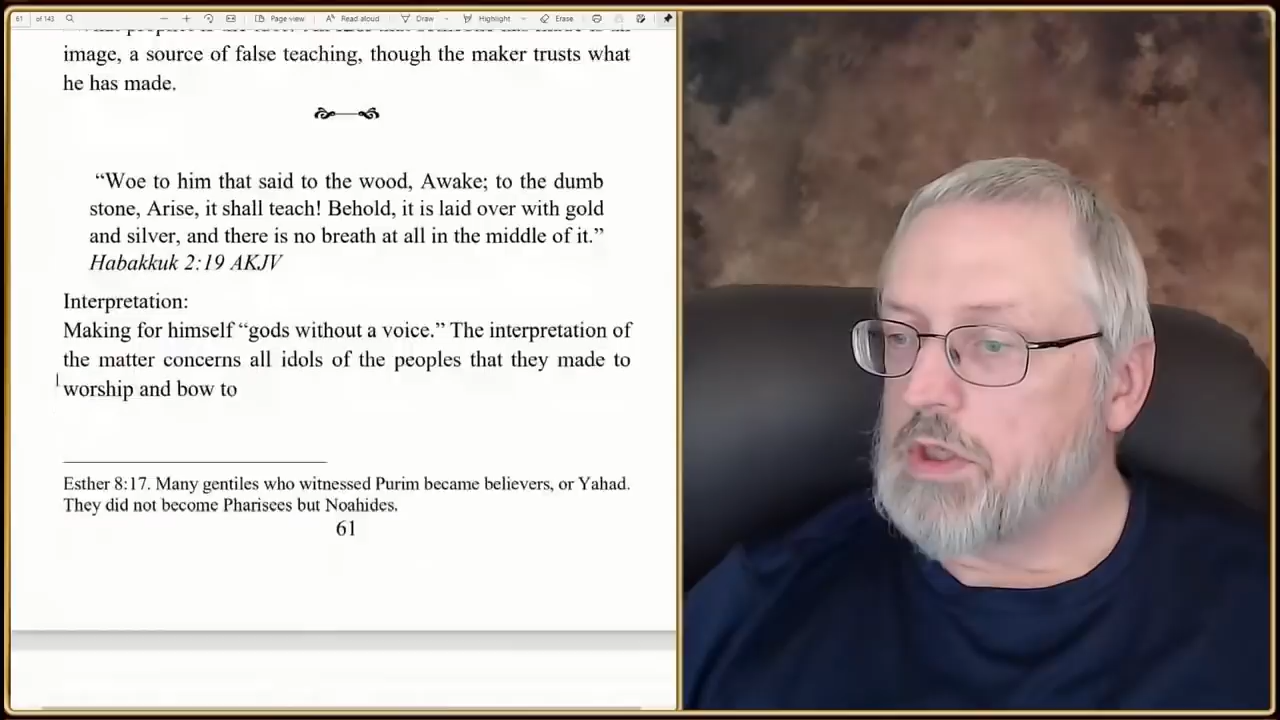 61 of 143 Page view Read aloud Draw Highlight Erase
image, a source of false teaching, though the maker trusts what
he has made.
“Woe to him that said to the wood, Awake; to the dumb
stone, Arise, it shall teach! Behold, it is laid over with gold
and silver, and there is no breath at all in the middle of it.”
Habakkuk 2:19 AKJV
Interpretation:
Making for himself “gods without a voice.” The interpretation of
the matter concerns all idols of the peoples that they made to
worship and bow to
Esther 8:17. Many gentiles who witnessed Purim became believers, or Yahad.
They did not become Pharisees but Noahides.
61